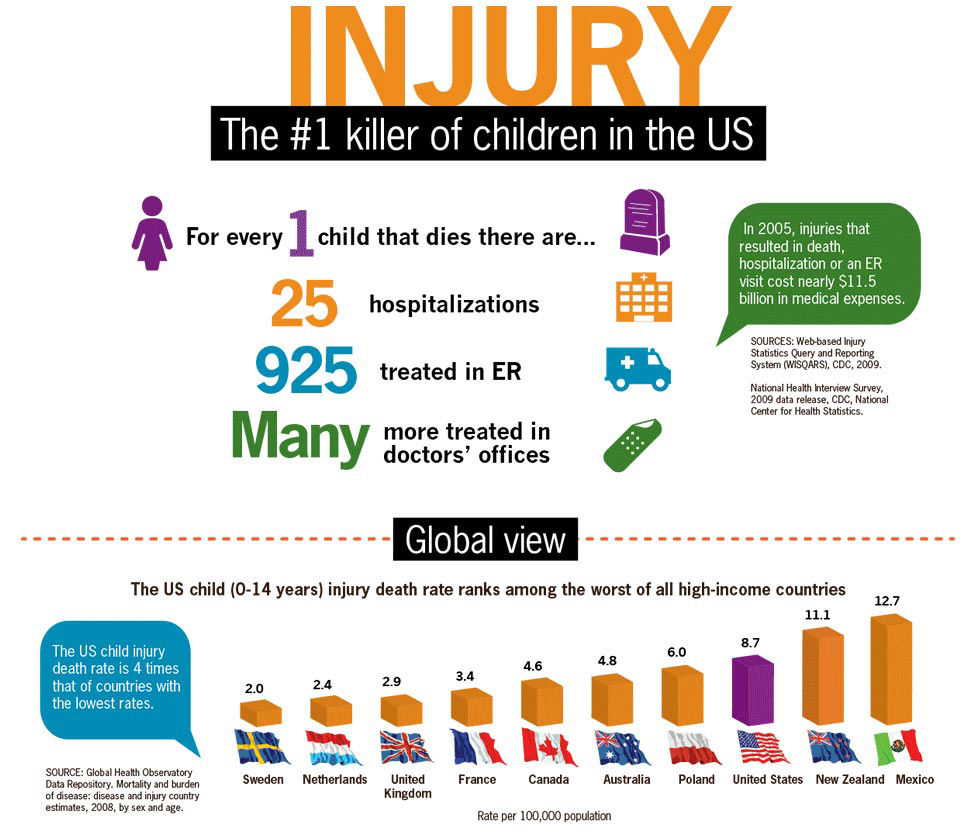 INJURY
The #1 killer of children in the US
For every 1 child that dies there are...
25 hospitalizations
925 treated in ER
Many more treated in
doctors' offices
In 2005, injuries that
resulted in death,
hospitalization or an ER
visit cost nearly $11.5
billion in medical expenses.
SOURCES: Web-based Injury
Statistics Query and Reporting
System (WISQARS), CDC, 2009.
National Health Interview Survey,
2009 data release, CDC, National
Center for Health Statistics.
Global view
The US child (0-14 years) injury death rate ranks among the worst of all high-income countries
The US child injury
death rate is 4 times
that of countries with
the lowest rates.
SOURCE: Global Health Observatory
Data Repository. Mortality and burden
of disease: disease and injury country
estimates, 2008, by sex and age.
2.0 2.4 2.9 3.4 4.6 4.8 6.0 8.7 11.1 12.7
Sweden Netherlands United France Canada Australia Poland United States New Zealand Mexico
Kingdom
Rate per 100,000 population